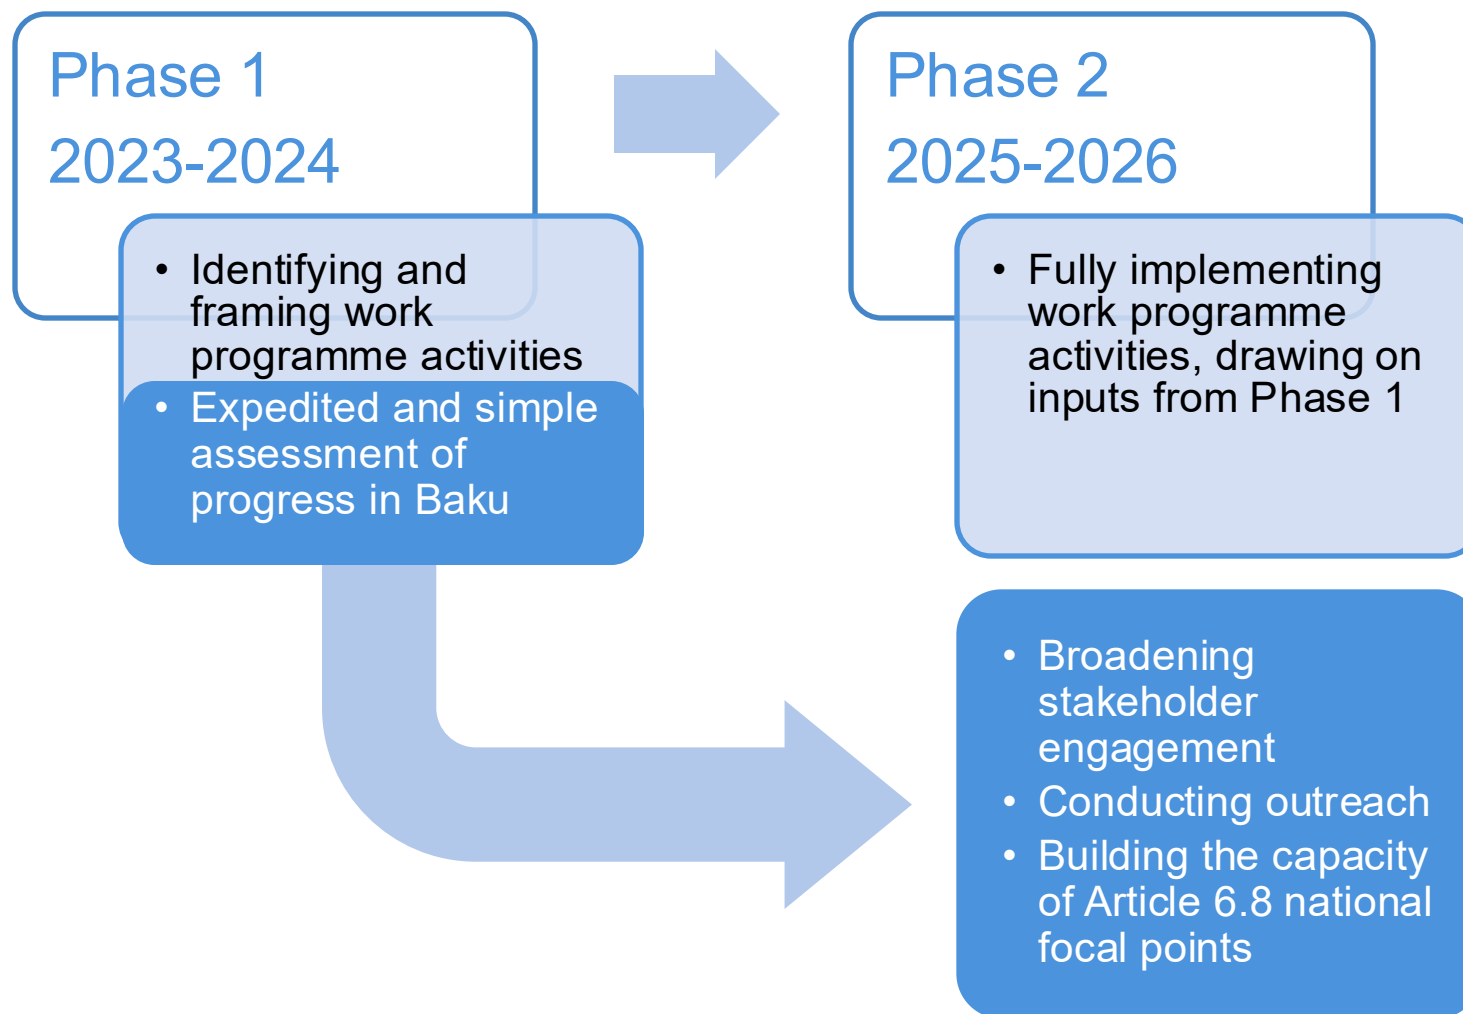 Phase 1
2023-2024
• Identifying and
framing work
programme activities
• Expedited and simple
assessment of
progress in Baku
Phase 2
2025-2026
• Fully implementing
work programme
activities, drawing on
inputs from Phase 1
• Broadening
stakeholder
engagement
• Conducting outreach
• Building the capacity
of Article 6.8 national
focal points